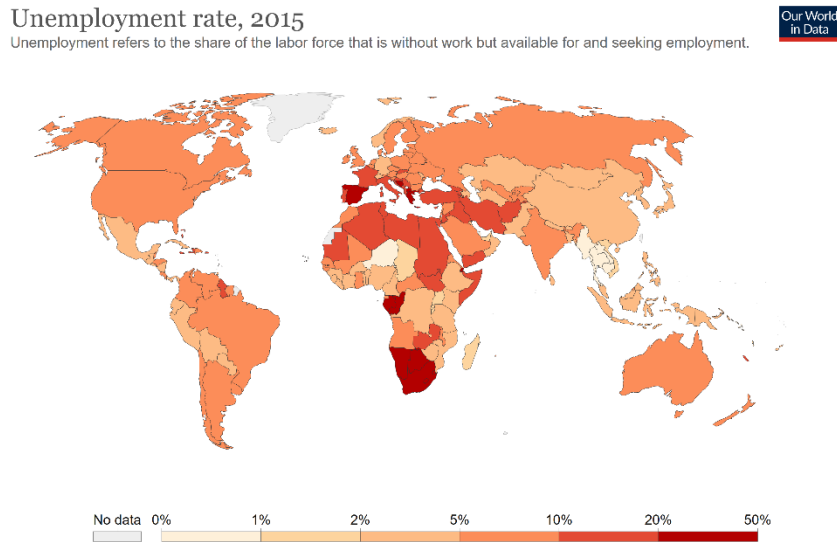 Unemployment rate, 2015
Our World
in Data
Unemployment refers to the share of the labor force that is without work but available for and seeking employment.
No data 0% 1% 2% 5% 10% 20% 50%